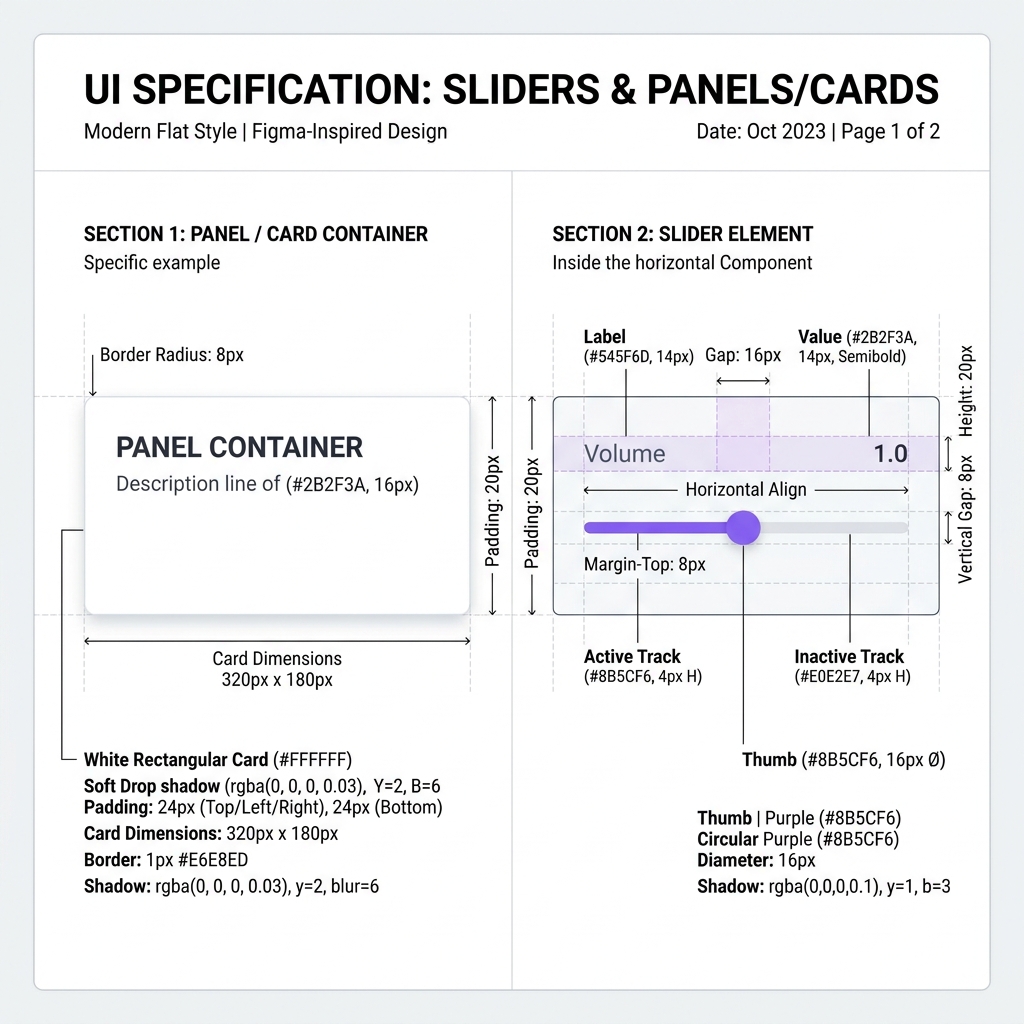 UI SPECIFICATION: SLIDERS & PANELS/CARDS
Modern Flat Style | Figma-Inspired Design
Date: Oct 2023 | Page 1 of 2
SECTION 1: PANEL / CARD CONTAINER
Specific example
Border Radius: 8px
PANEL CONTAINER
Description line of (#2B2F3A, 16px)
Padding: 20px
Card Dimensions
320px x 180px
White Rectangular Card (#FFFFFF)
Soft Drop shadow (rgba(0, 0, 0, 0.03), Y=2, B=6
Padding: 24px (Top/Left/Right), 24px (Bottom)
Card Dimensions: 320px x 180px
Border: 1px #E6E8ED
Shadow: rgba(0, 0, 0, 0.03), y=2, blur=6
SECTION 2: SLIDER ELEMENT
Inside the horizontal Component
Label
(#545F6D, 14px)
Gap: 16px
Value (#2B2F3A,
14px, Semibold)
Height: 20px
Padding: 20px
Volume
1.0
Horizontal Align
Vertical Gap: 8px
Margin-Top: 8px
Active Track
(#8B5CF6, 4px H)
Inactive Track
(#E0E2E7, 4px H)
Thumb (#8B5CF6, 16px Ø)
Thumb | Purple (#8B5CF6)
Circular Purple (#8B5CF6)
Diameter: 16px
Shadow: rgba(0,0,0,0.1), y=1, b=3